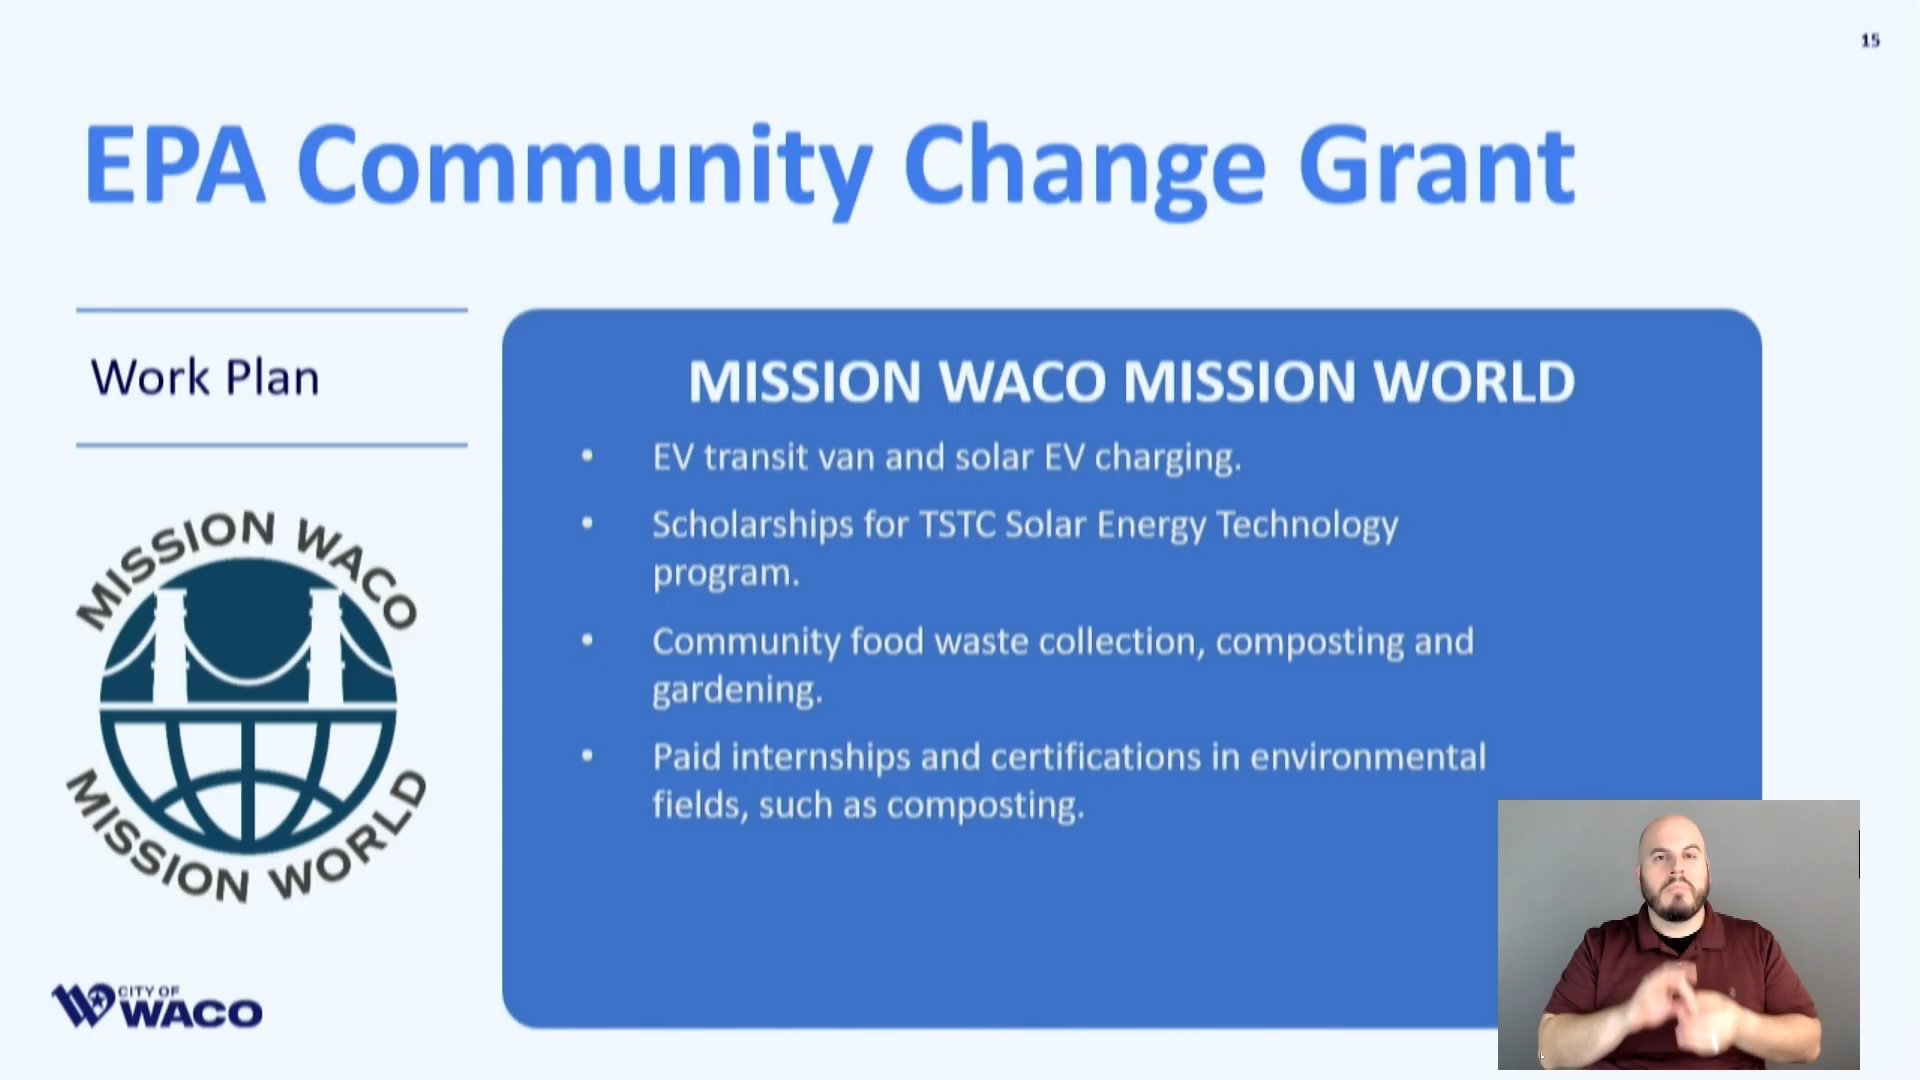 15
EPA Community Change Grant
Work Plan
MISSION WACO
MISSION WORLD
CITY OF
WACO
MISSION WACO MISSION WORLD
• EV transit van and solar EV charging.
• Scholarships for TSTC Solar Energy Technology
program.
• Community food waste collection, composting and
gardening.
• Paid internships and certifications in environmental
fields, such as composting.